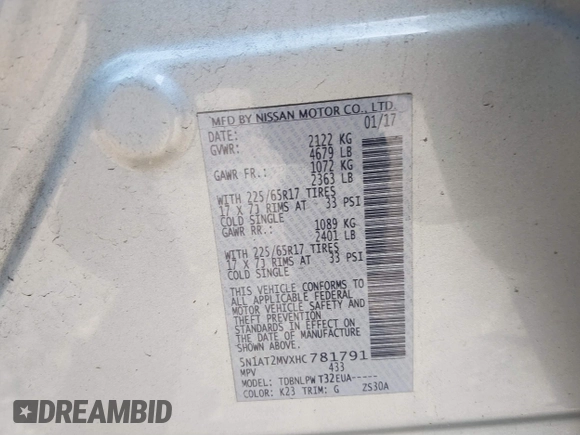 MFD BY NISSAN MOTOR CO., LTD.
DATE: 01/17
GVWR: 2122 KG
4679 LB
GAWR FR.: 1072 KG
2363 LB
WITH 225/65R17 TIRES
17 X 7J RIMS AT 33 PSI
COLD SINGLE
GAWR RR.: 1089 KG
2401 LB
WITH 225/65R17 TIRES
17 X 7J RIMS AT 33 PSI
COLD SINGLE
THIS VEHICLE CONFORMS TO
ALL APPLICABLE FEDERAL
MOTOR VEHICLE SAFETY AND
THEFT PREVENTION
STANDARDS IN EFFECT ON
THE DATE OF MANUFACTURE
SHOWN ABOVE.
5N1AT2MVXHC781791
MPV 433
MODEL: TDBNLPW T32EUA-----
COLOR: K23 TRIM: G ZS30A
DREAMBID
DREAMBID